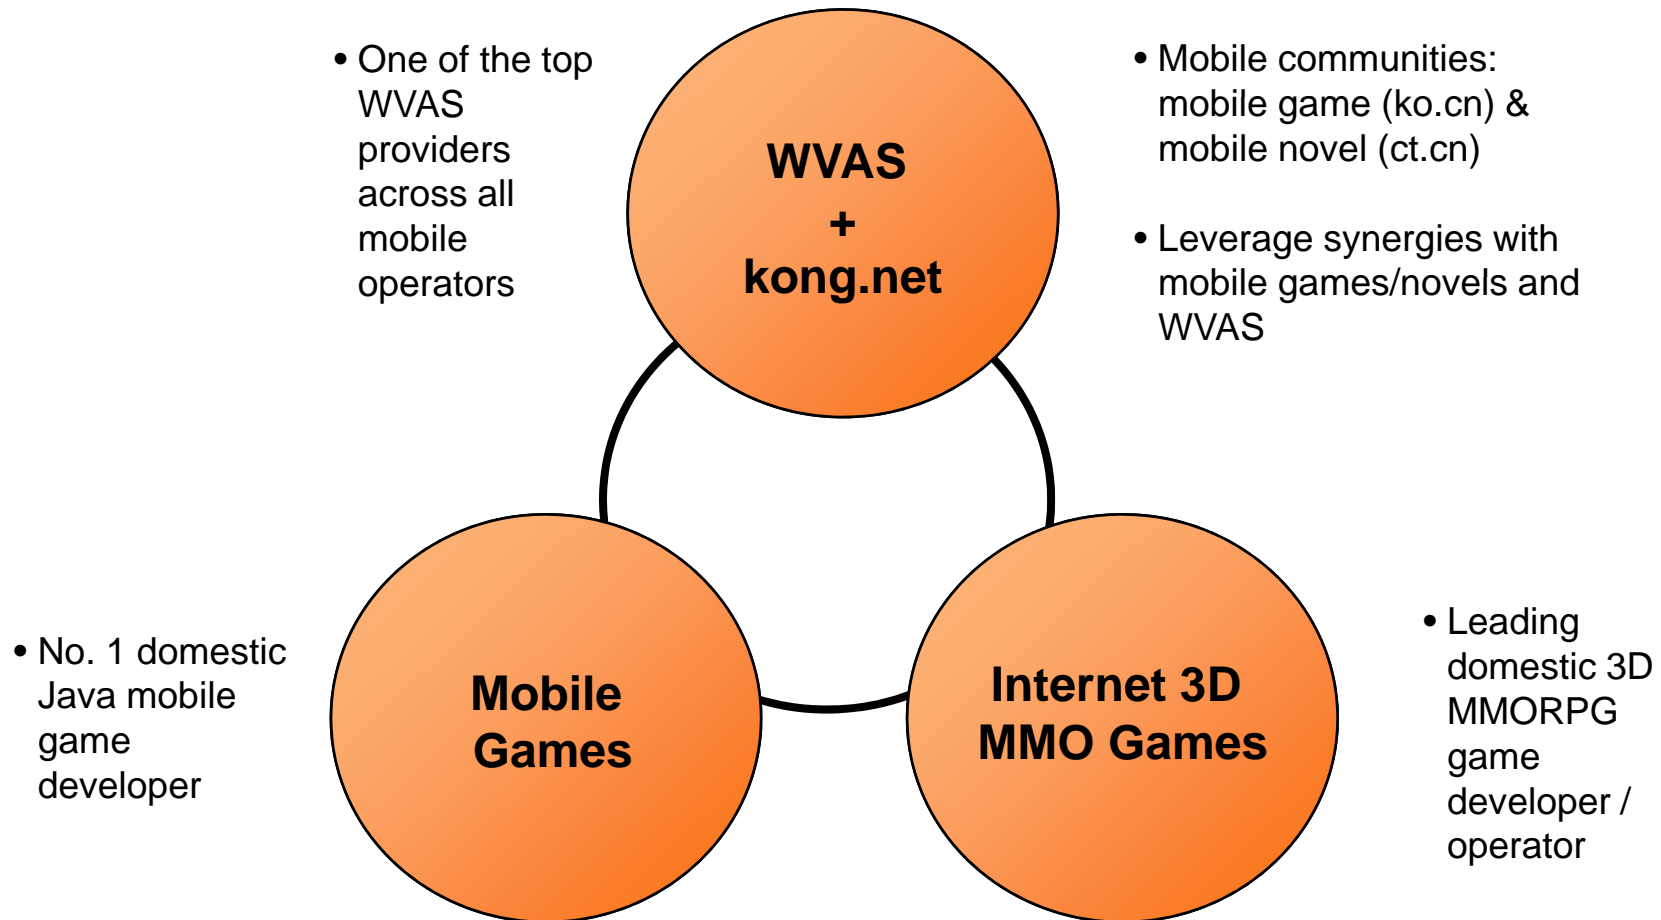 • One of the top
WVAS
providers
across all
mobile
operators
WVAS
+
kong.net
• Mobile communities:
mobile game (ko.cn) &
mobile novel (ct.cn)
• Leverage synergies with
mobile games/novels and
WVAS
• No. 1 domestic
Java mobile
game
developer
Mobile
Games
Internet 3D
MMO Games
• Leading
domestic 3D
MMORPG
game
developer /
operator